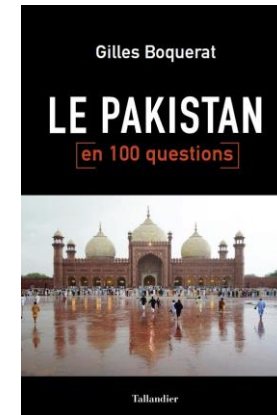 Gilles Boquerat
LE PAKISTAN
[en 100 questions]
Tallandier